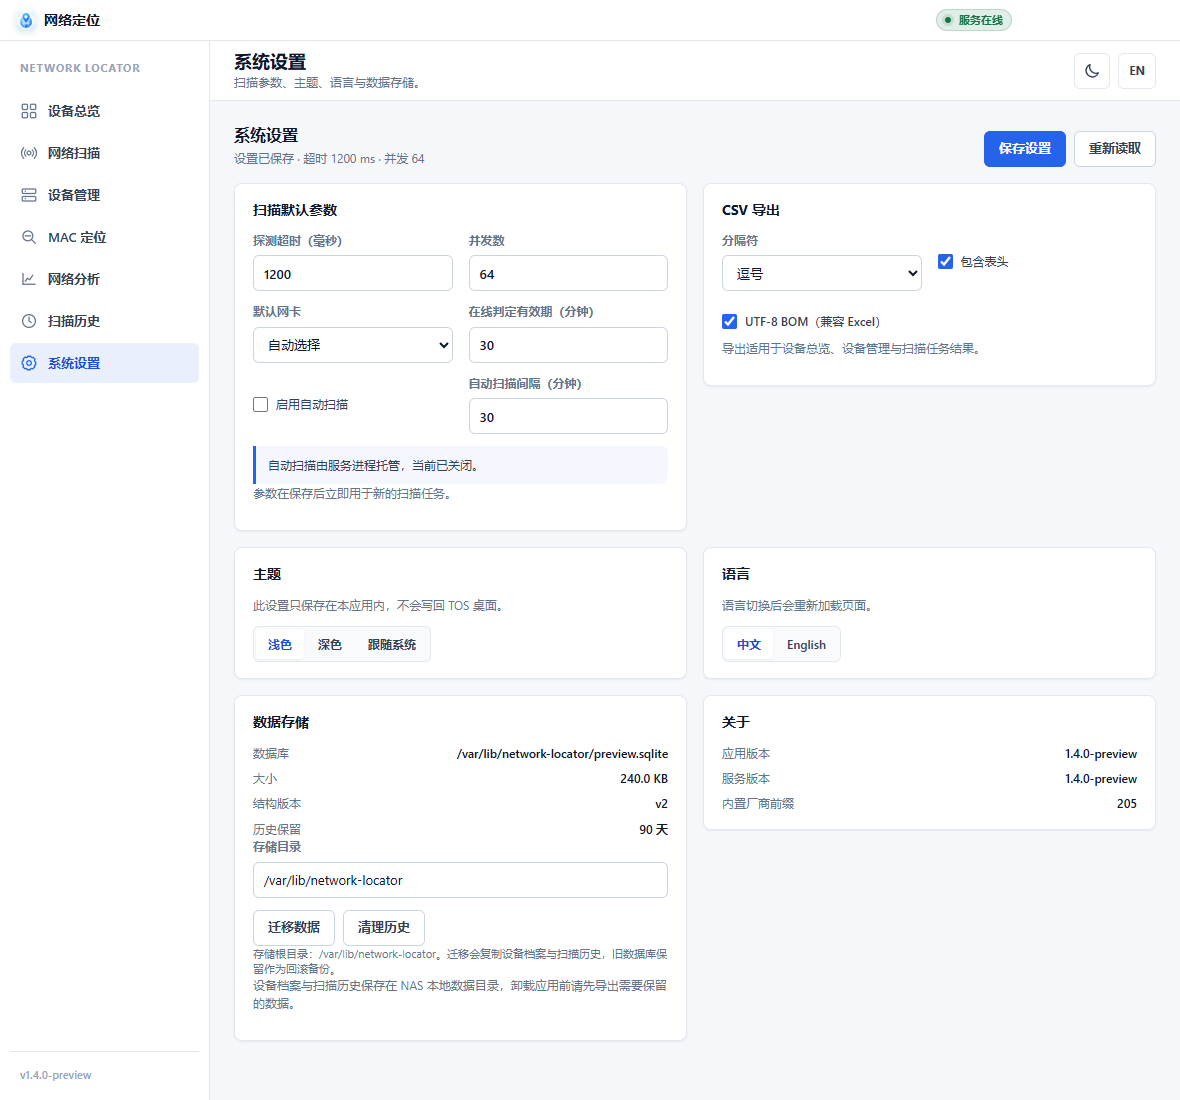 网络定位
服务在线
NETWORK LOCATOR
设备总览
网络扫描
设备管理
MAC 定位
网络分析
扫描历史
系统设置
v1.4.0-preview
系统设置
扫描参数、主题、语言与数据存储。
EN
系统设置
设置已保存 · 超时 1200 ms · 并发 64
保存设置
重新读取
扫描默认参数
探测超时（毫秒）
并发数
1200
64
默认网卡
在线判定有效期（分钟）
自动选择
30
启用自动扫描
自动扫描间隔（分钟）
30
自动扫描由服务进程托管，当前已关闭。
参数在保存后立即用于新的扫描任务。
CSV 导出
分隔符
逗号
包含表头
UTF-8 BOM（兼容 Excel）
导出适用于设备总览、设备管理与扫描任务结果。
主题
此设置只保存在本应用内，不会写回 TOS 桌面。
浅色
深色
跟随系统
语言
语言切换后会重新加载页面。
中文
English
数据存储
数据库
/var/lib/network-locator/preview.sqlite
大小
240.0 KB
结构版本
v2
历史保留
90 天
存储目录
/var/lib/network-locator
迁移数据
清理历史
存储根目录：/var/lib/network-locator。迁移会复制设备档案与扫描历史，旧数据库保
留作为回滚备份。
设备档案与扫描历史保存在 NAS 本地数据目录，卸载应用前请先导出需要保留
的数据。
关于
应用版本
1.4.0-preview
服务版本
1.4.0-preview
内置厂商前缀
205